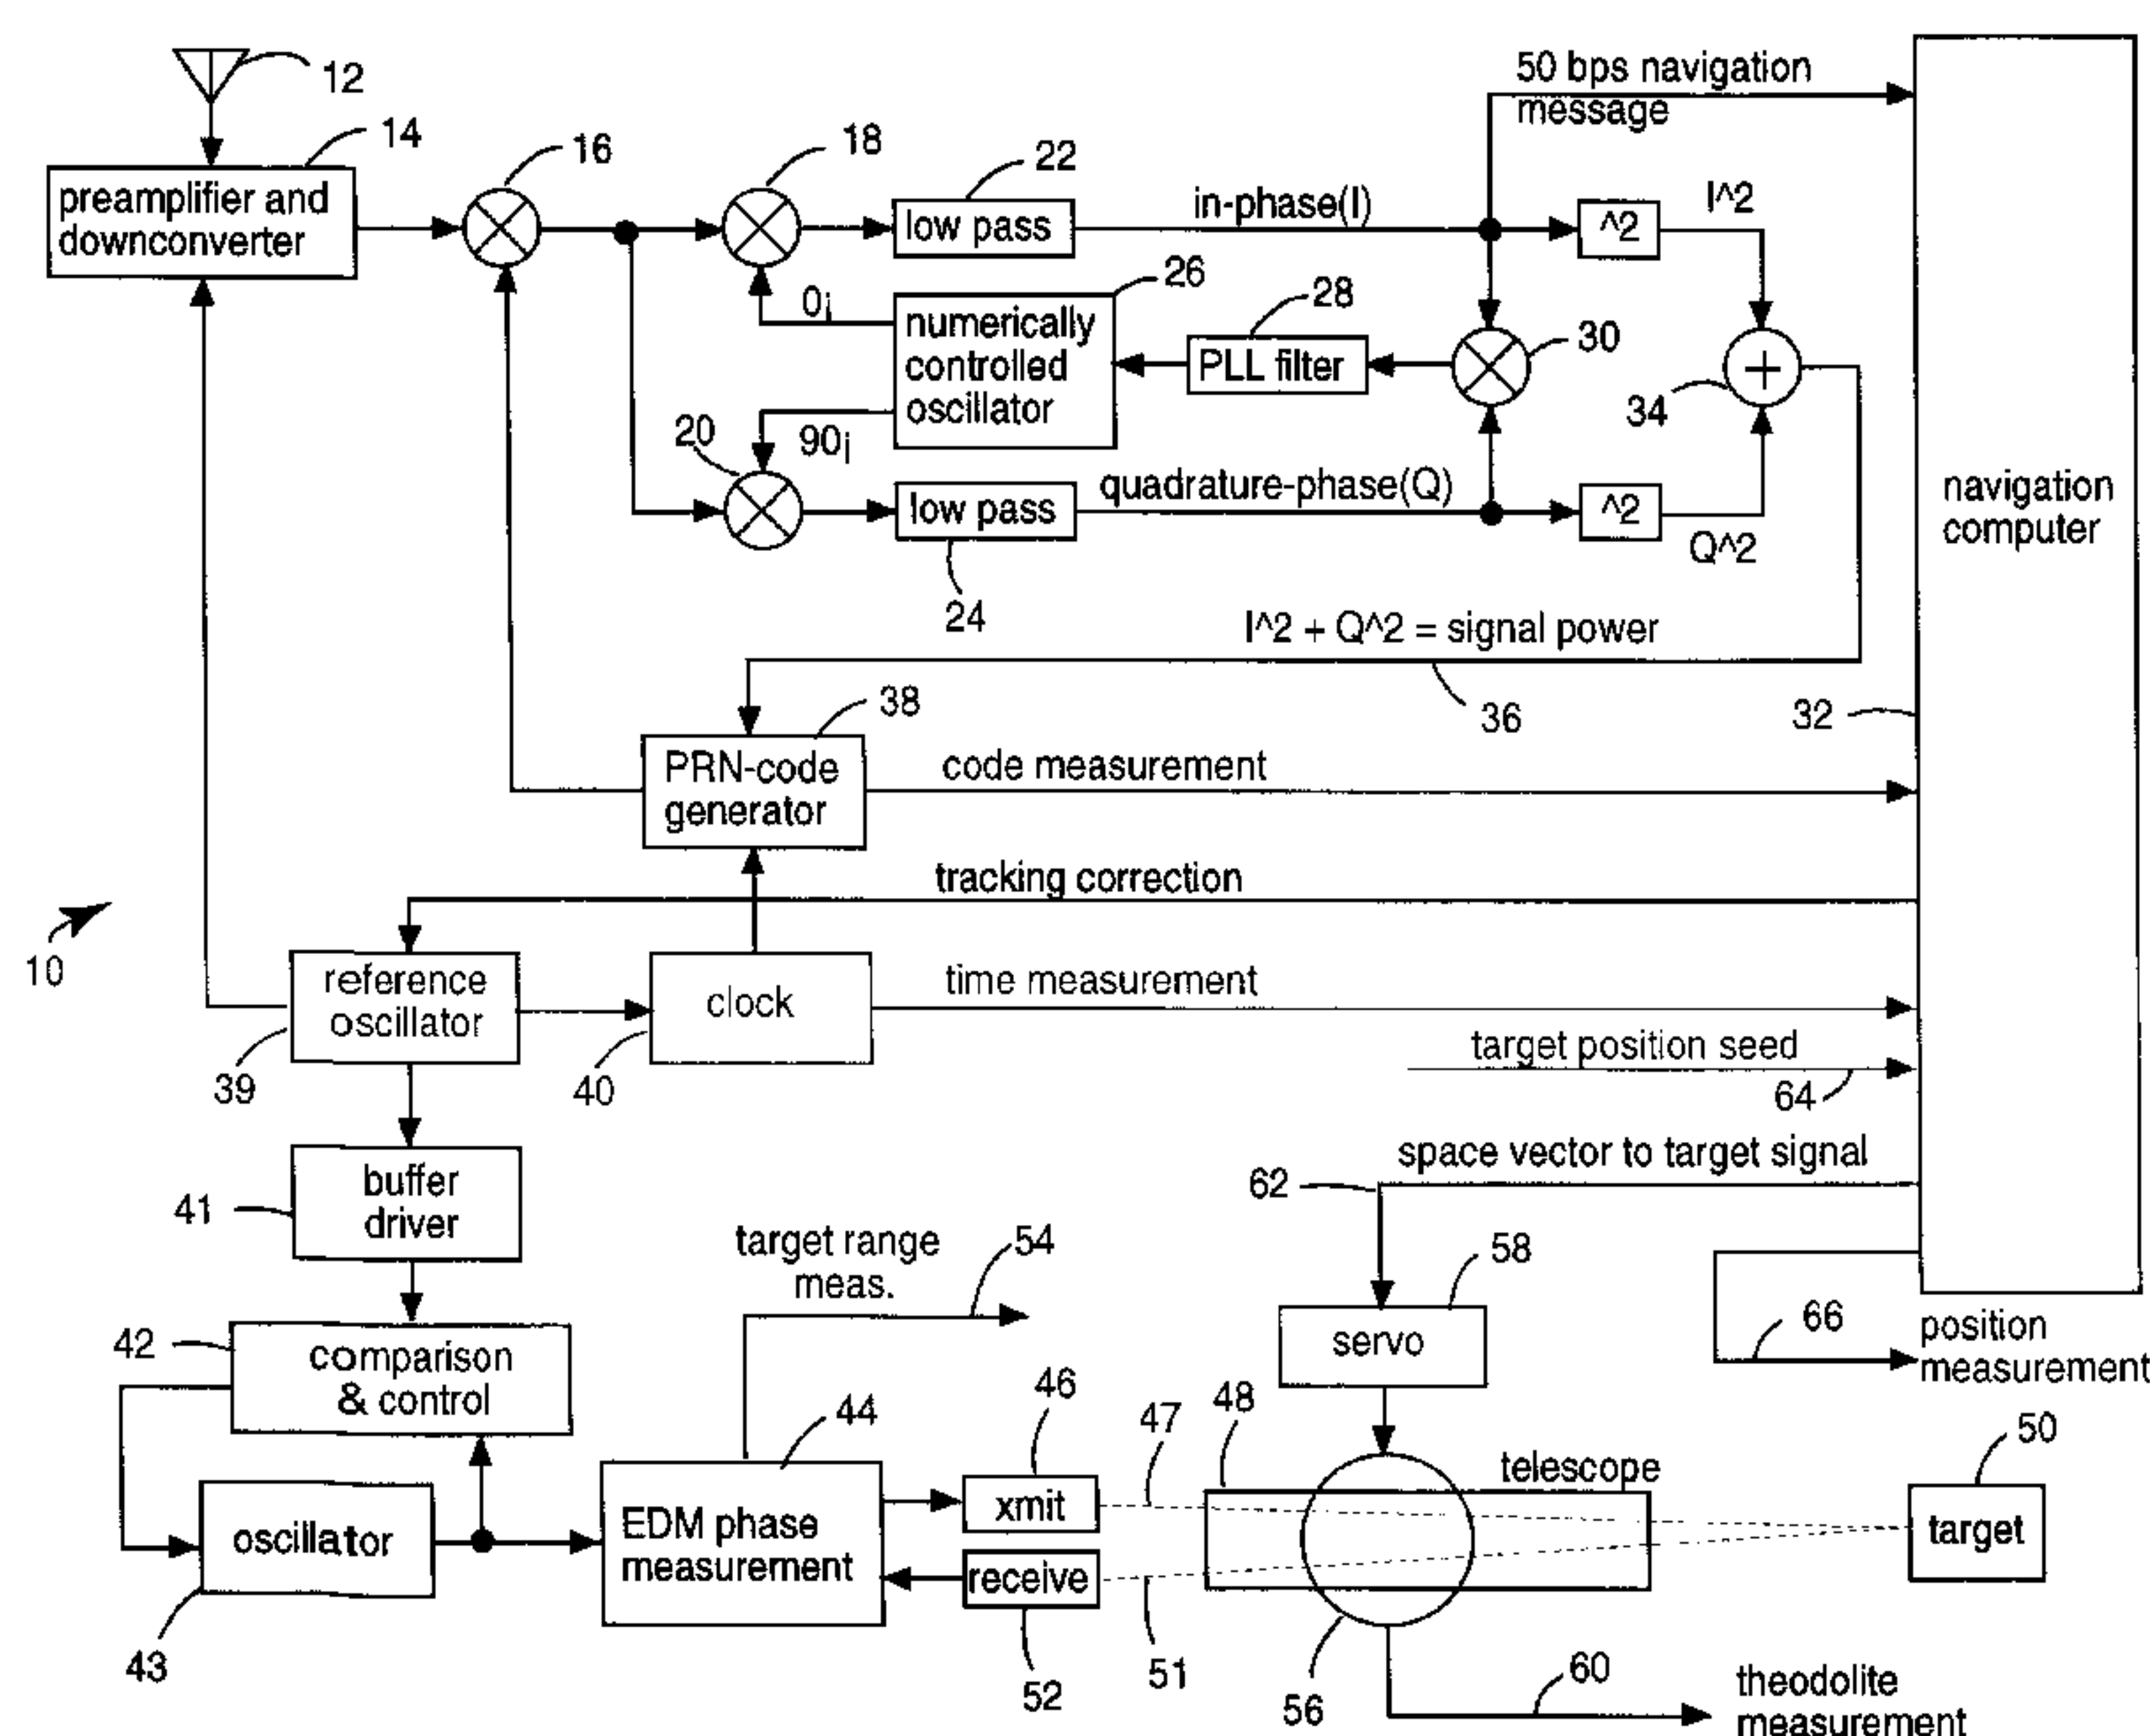 12
50 bps navigation
message
14
16
18
22
preamplifier and
downconverter
low pass
in-phase(I)
^2
I^2
0¡
26
numerically
controlled
oscillator
28
PLL filter
30
+
34
20
90¡
low pass
quadrature-phase(Q)
^2
Q^2
24
navigation
computer
I^2 + Q^2 = signal power
36
32
38
PRN-code
generator
code measurement
tracking correction
10
reference
oscillator
39
clock
40
time measurement
target position seed
64
space vector to target signal
62
buffer
driver
41
target range
meas.
54
58
servo
66
position
measurement
42
comparison
& control
44
46
47
48
telescope
50
xmit
target
oscillator
43
EDM phase
measurement
receive
52
51
56
60
theodolite
measurement